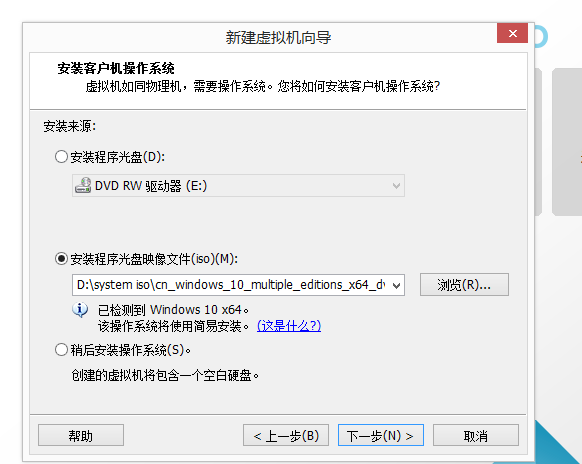 新建虚拟机向导
安装客户机操作系统
虚拟机如同物理机，需要操作系统。您将如何安装客户机操作系统?
安装来源:
安装程序光盘(D):
DVD RW 驱动器 (E:)
安装程序光盘映像文件(iso)(M):
D:\system iso\cn_windows_10_multiple_editions_x64_dv
浏览(R)...
已检测到 Windows 10 x64。
该操作系统将使用简易安装。 (这是什么?)
稍后安装操作系统(S)。
创建的虚拟机将包含一个空白硬盘。
帮助
< 上一步(B)
下一步(N) >
取消